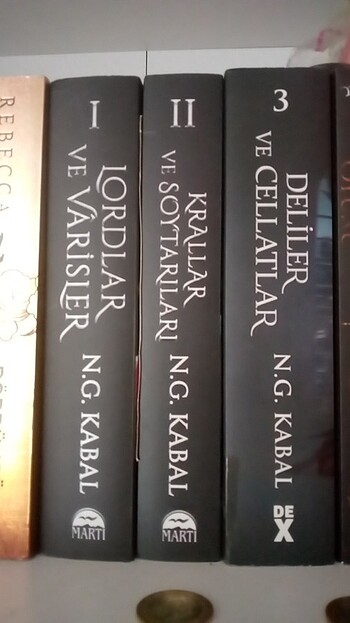 REBECCA
I
LORDLAR
VE VARİSLER
N.G. KABAL
MARTI
II
KRALLAR
VE SOYTARILARI
N.G. KABAL
MARTI
3
DELİLER
VE CELLATLAR
N.G. KABAL
DE
X